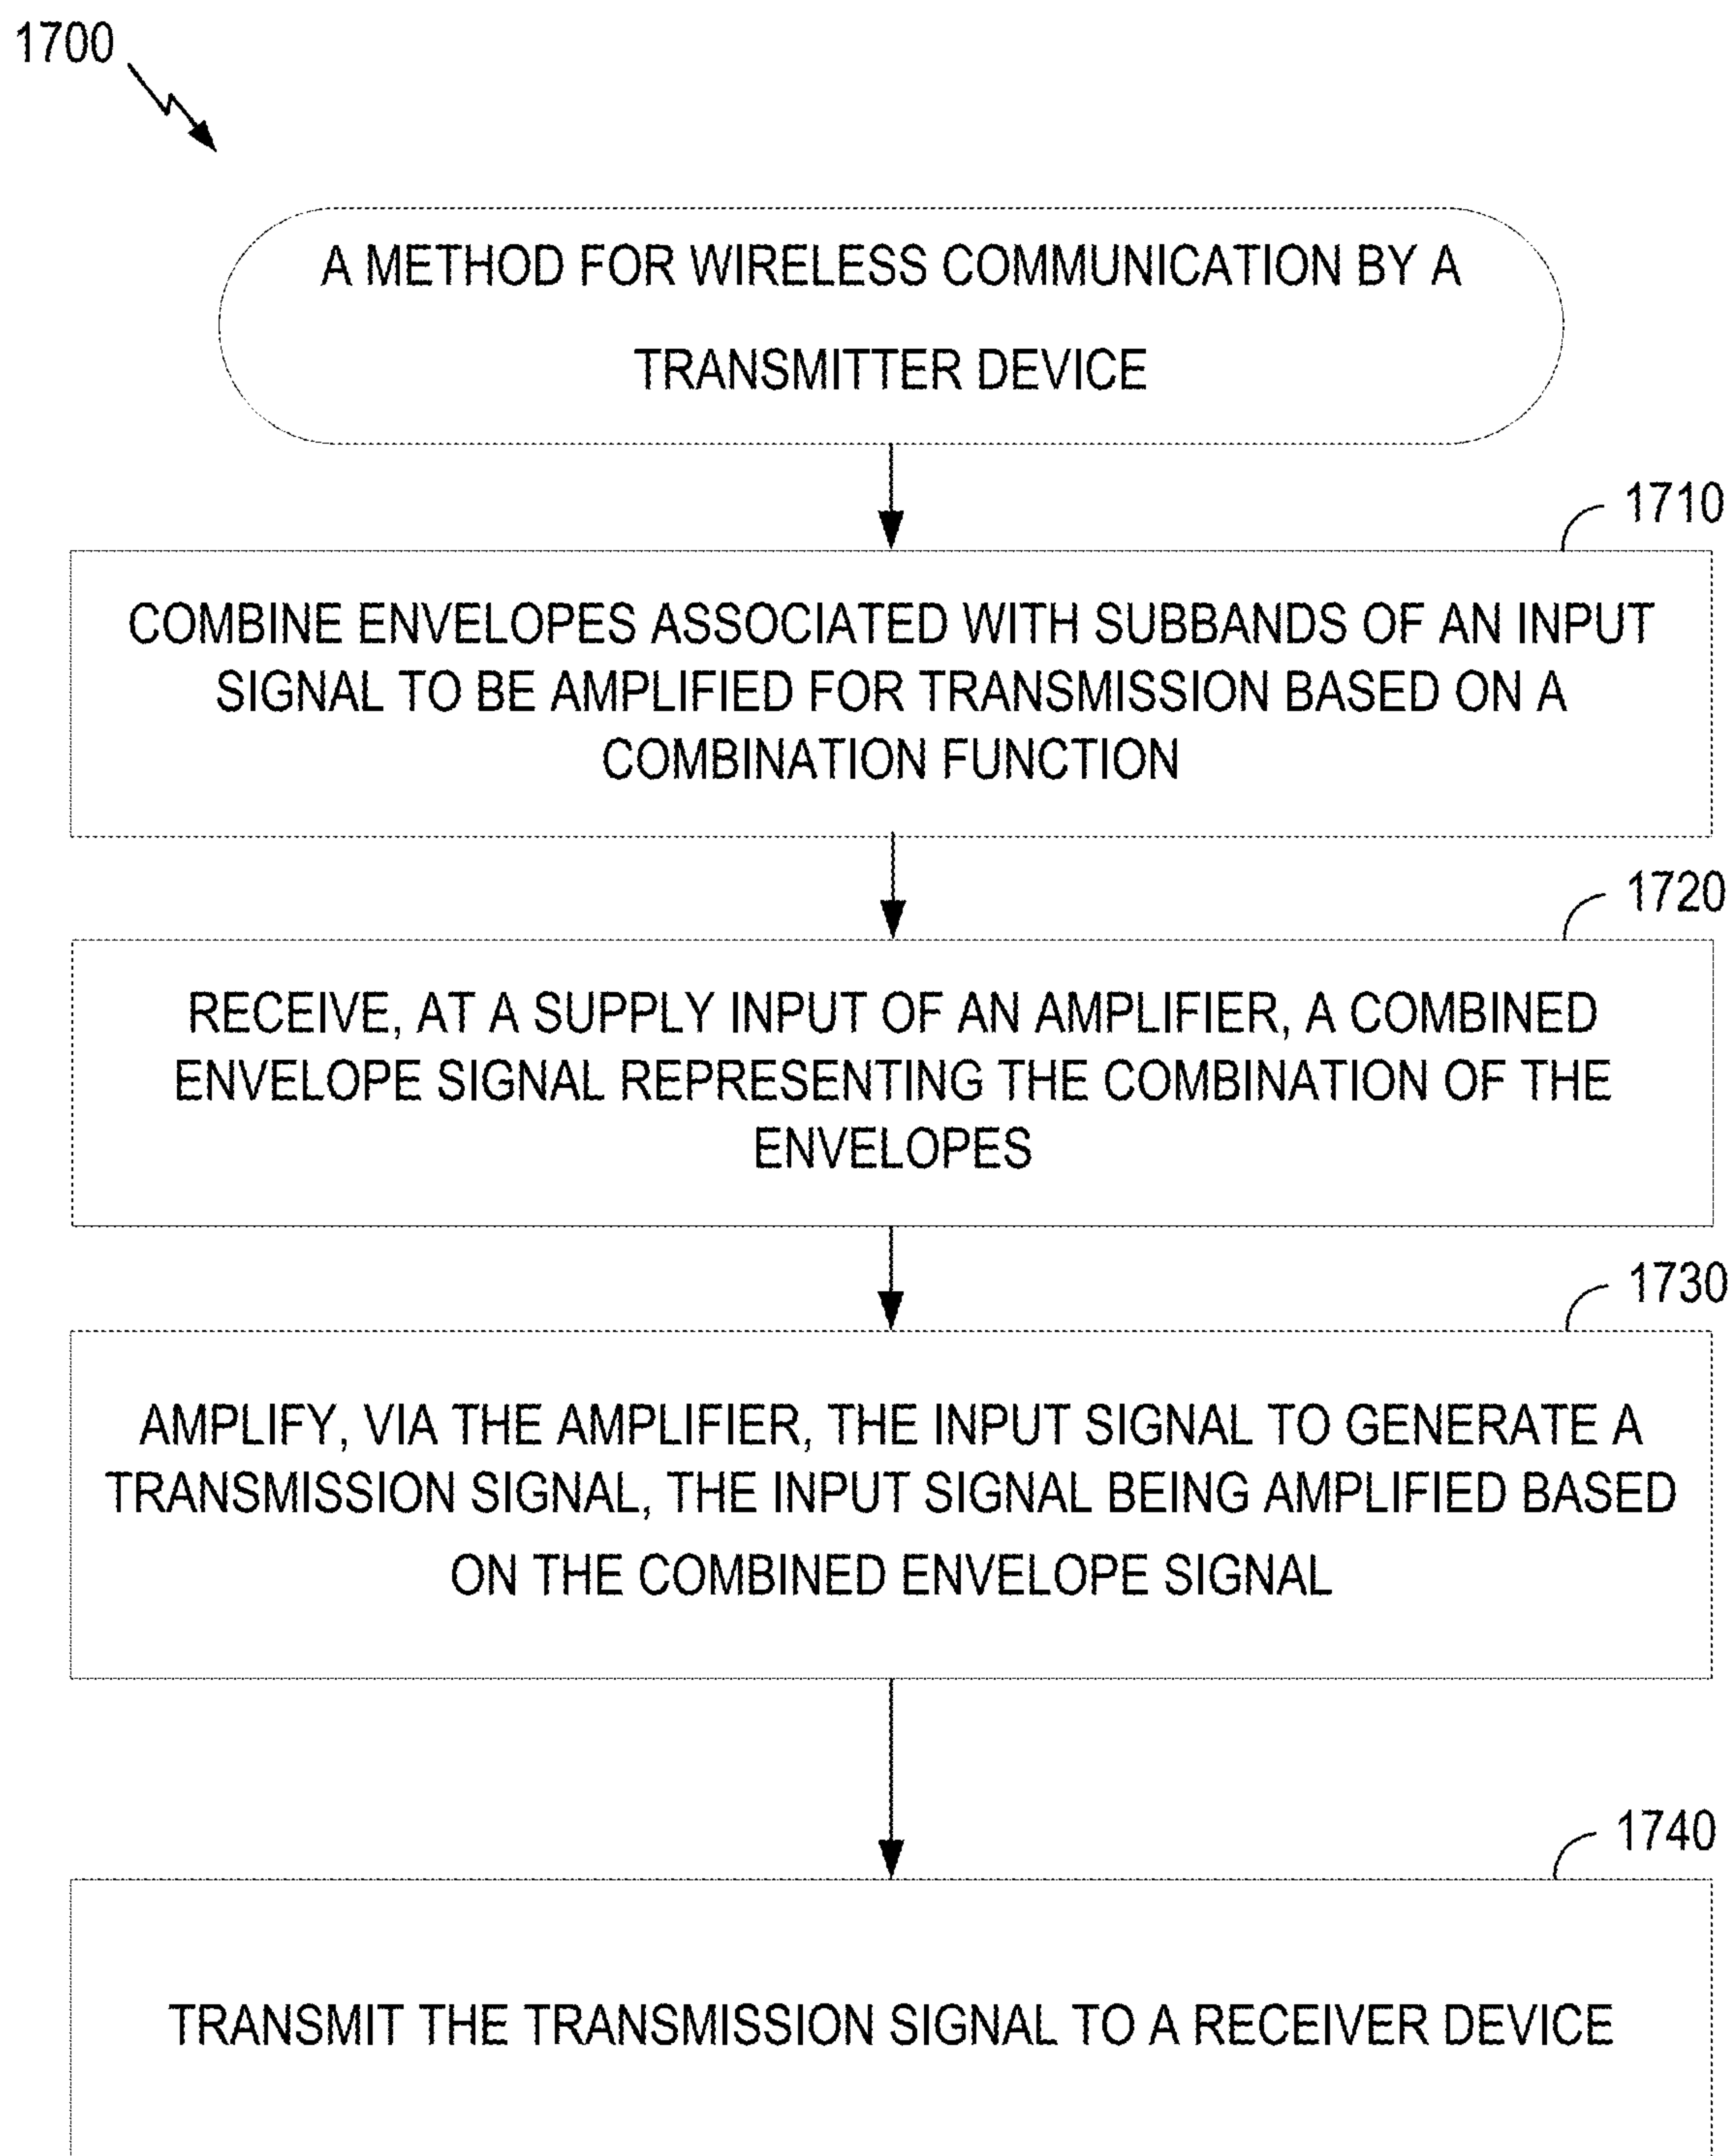 1700
A METHOD FOR WIRELESS COMMUNICATION BY A
TRANSMITTER DEVICE
1710
COMBINE ENVELOPES ASSOCIATED WITH SUBBANDS OF AN INPUT
SIGNAL TO BE AMPLIFIED FOR TRANSMISSION BASED ON A
COMBINATION FUNCTION
1720
RECEIVE, AT A SUPPLY INPUT OF AN AMPLIFIER, A COMBINED
ENVELOPE SIGNAL REPRESENTING THE COMBINATION OF THE
ENVELOPES
1730
AMPLIFY, VIA THE AMPLIFIER, THE INPUT SIGNAL TO GENERATE A
TRANSMISSION SIGNAL, THE INPUT SIGNAL BEING AMPLIFIED BASED
ON THE COMBINED ENVELOPE SIGNAL
1740
TRANSMIT THE TRANSMISSION SIGNAL TO A RECEIVER DEVICE